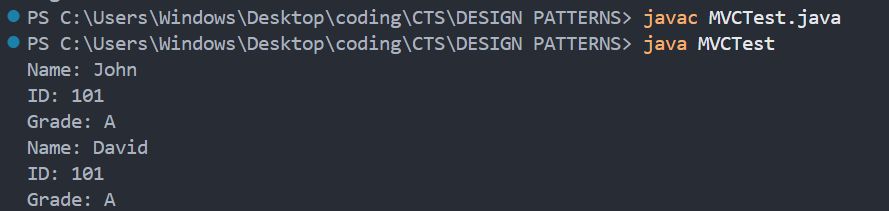 PS C:\Users\Windows\Desktop\coding\CTS\DESIGN PATTERNS> javac MVCTest.java
PS C:\Users\Windows\Desktop\coding\CTS\DESIGN PATTERNS> java MVCTest
Name: John
ID: 101
Grade: A
Name: David
ID: 101
Grade: A